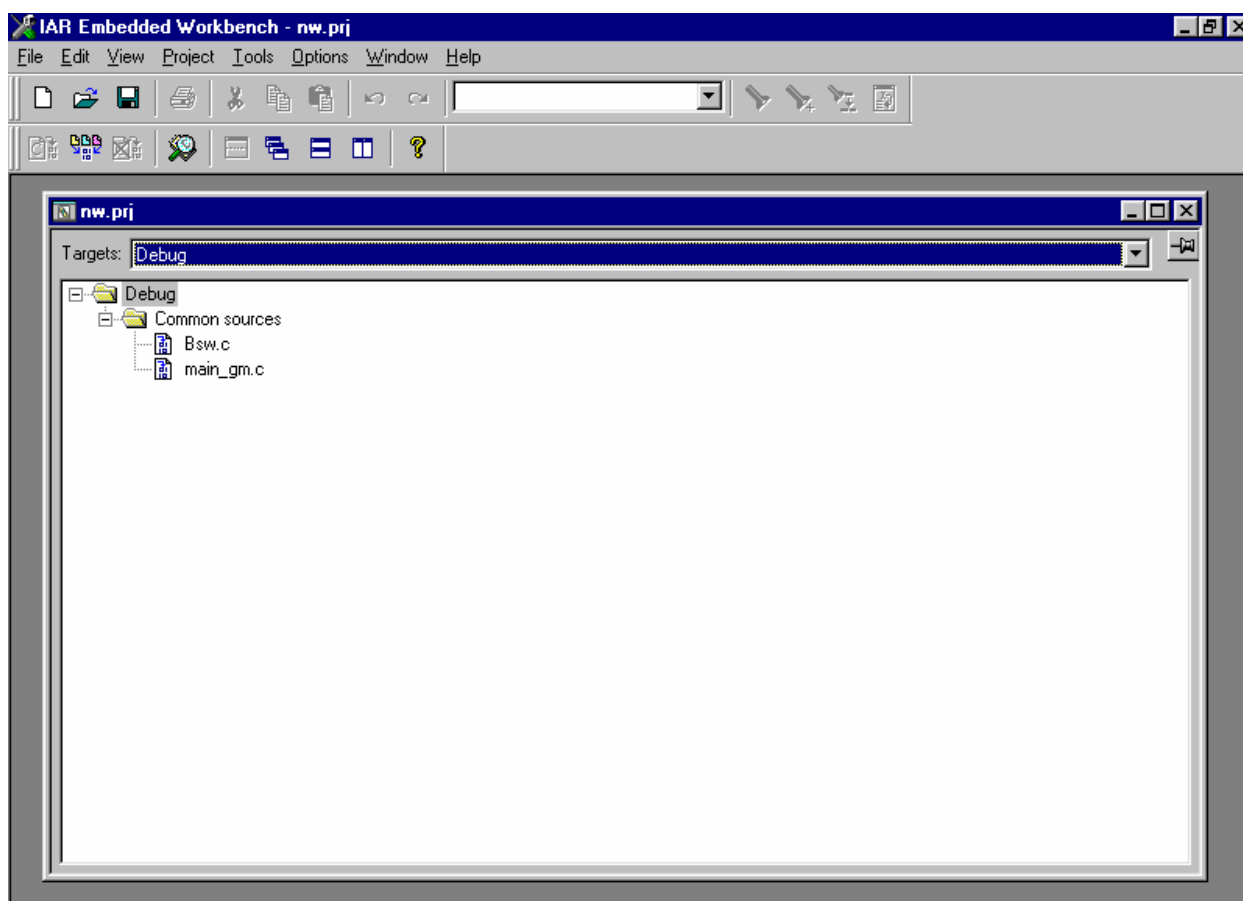 IAR Embedded Workbench - nw.prj
File Edit View Project Tools Options Window Help
nw.prj
Targets: Debug
Debug
Common sources
Bsw.c
main_gm.c